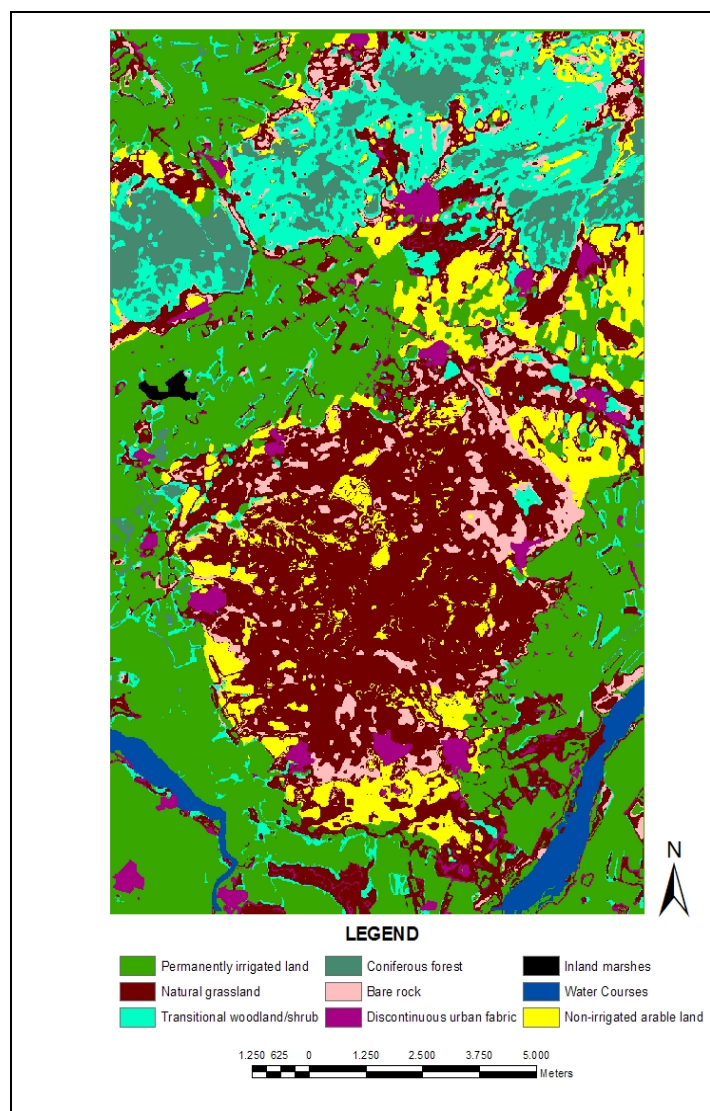 N
LEGEND
Permanently irrigated land Coniferous forest Inland marshes
Natural grassland Bare rock Water Courses
Transitional woodland/shrub Discontinuous urban fabric Non-irrigated arable land
1.250 625 0 1.250 2.500 3.750 5.000
Meters